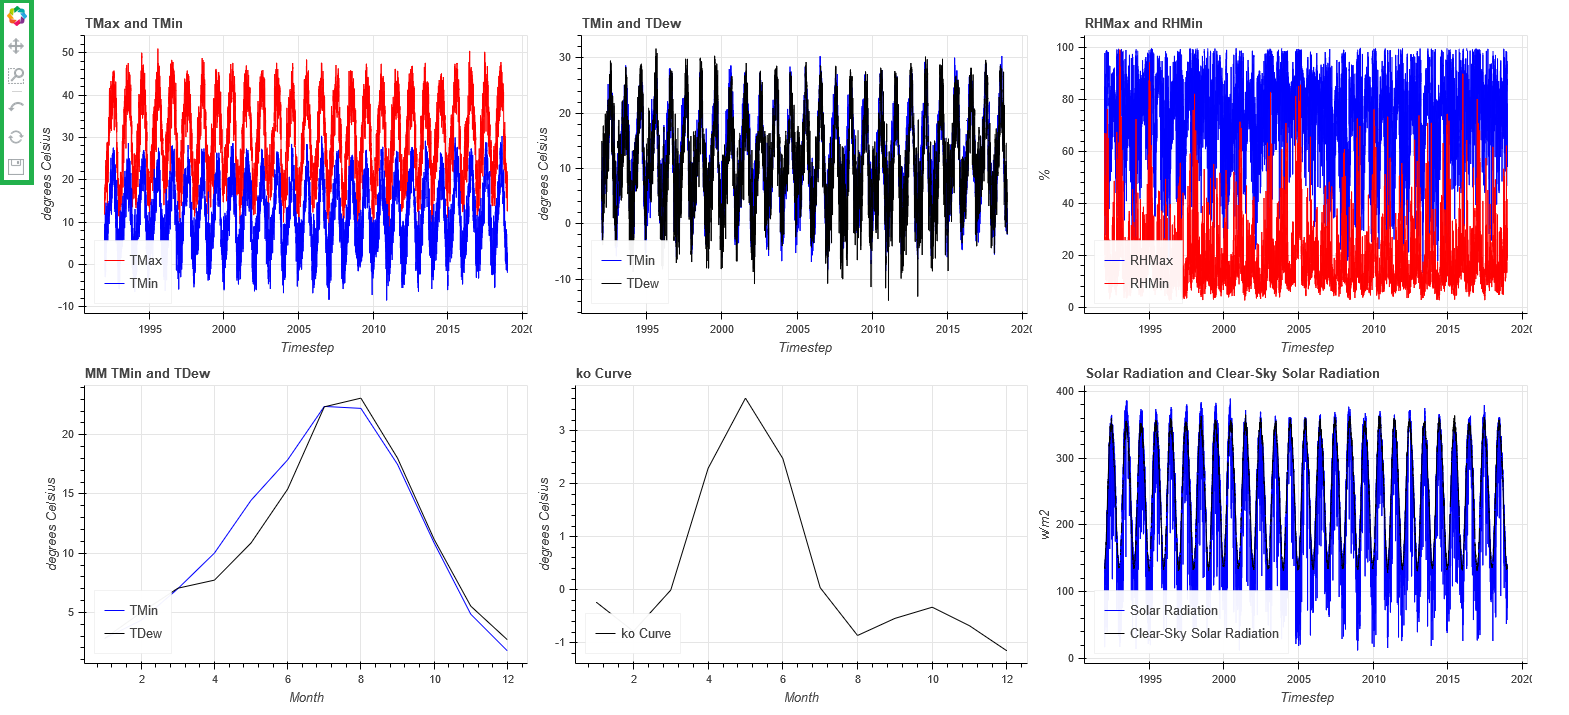 TMax and TMin
degrees Celsius
50
40
30
20
10
0
-10
TMax
TMin
1995
2000
2005
2010
2015
2020
Timestep
TMin and TDew
degrees Celsius
30
20
10
0
-10
TMin
TDew
1995
2000
2005
2010
2015
2020
Timestep
RHMax and RHMin
%
100
80
60
40
20
0
RHMax
RHMin
1995
2000
2005
2010
2015
2020
Timestep
MM TMin and TDew
degrees Celsius
20
15
10
5
TMin
TDew
2
4
6
8
10
12
Month
ko Curve
degrees Celsius
3
2
1
0
-1
ko Curve
2
4
6
8
10
12
Month
Solar Radiation and Clear-Sky Solar Radiation
w/m2
400
300
200
100
0
Solar Radiation
Clear-Sky Solar Radiation
1995
2000
2005
2010
2015
2020
Timestep